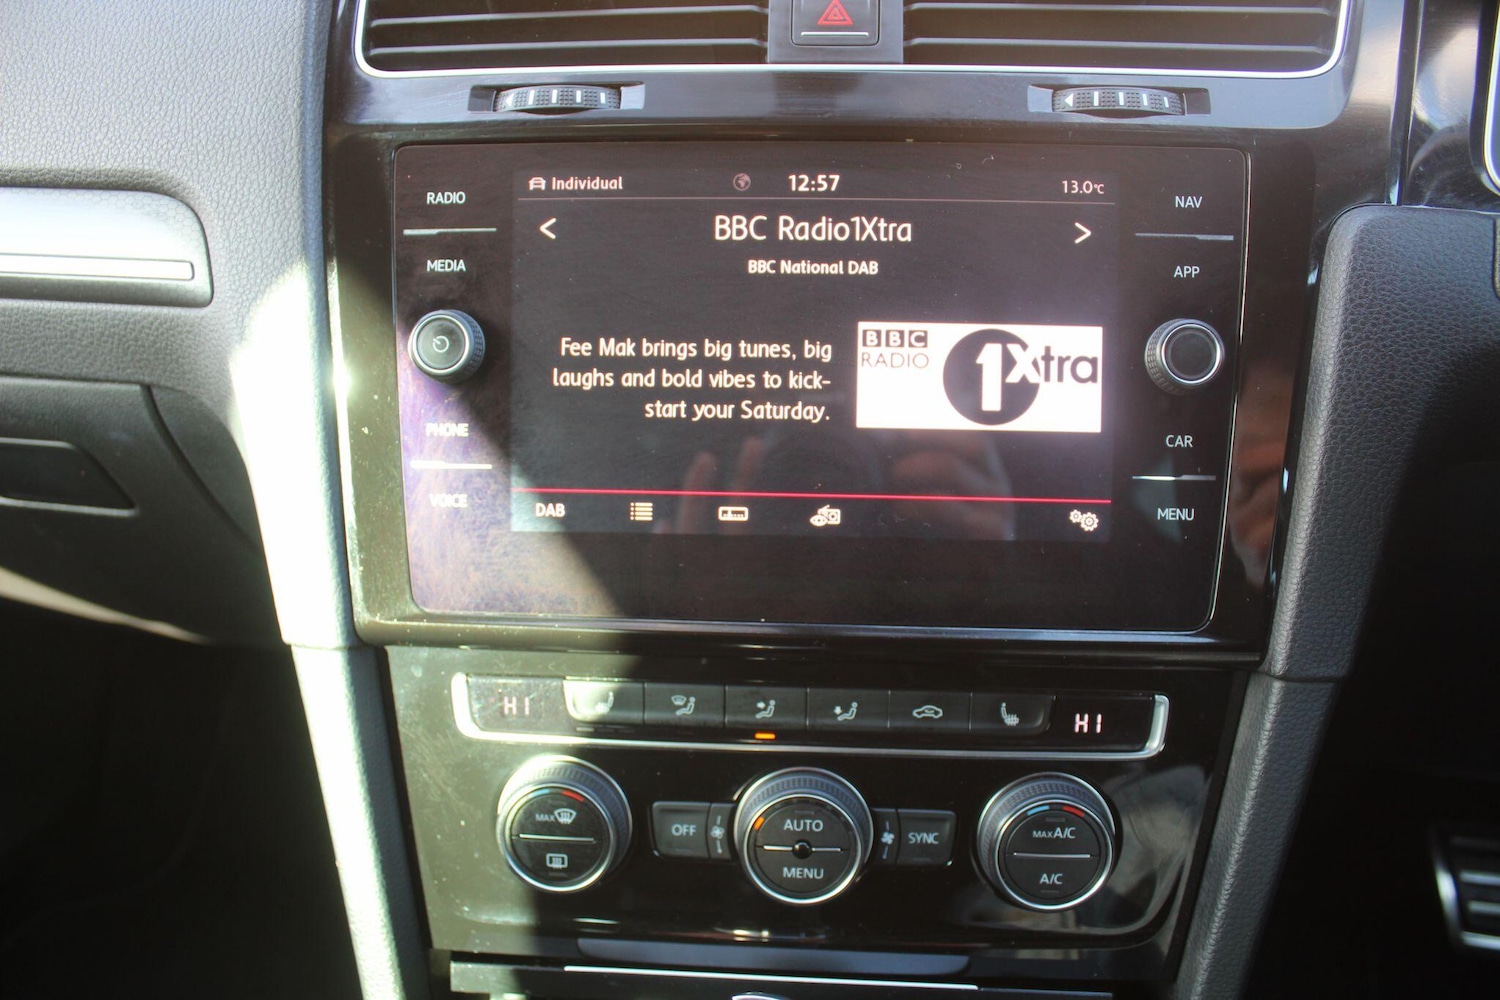 Individual 12:57 13.0°C
RADIO
NAV
< BBC Radio1Xtra >
BBC National DAB
MEDIA
APP
Fee Mak brings big tunes, big
laughs and bold vibes to kick-
start your Saturday.
BBC
RADIO
1Xtra
PHONE
CAR
VOICE
MENU
DAB
HI
HI
MAX
OFF
AUTO
MENU
SYNC
MAX A/C
A/C